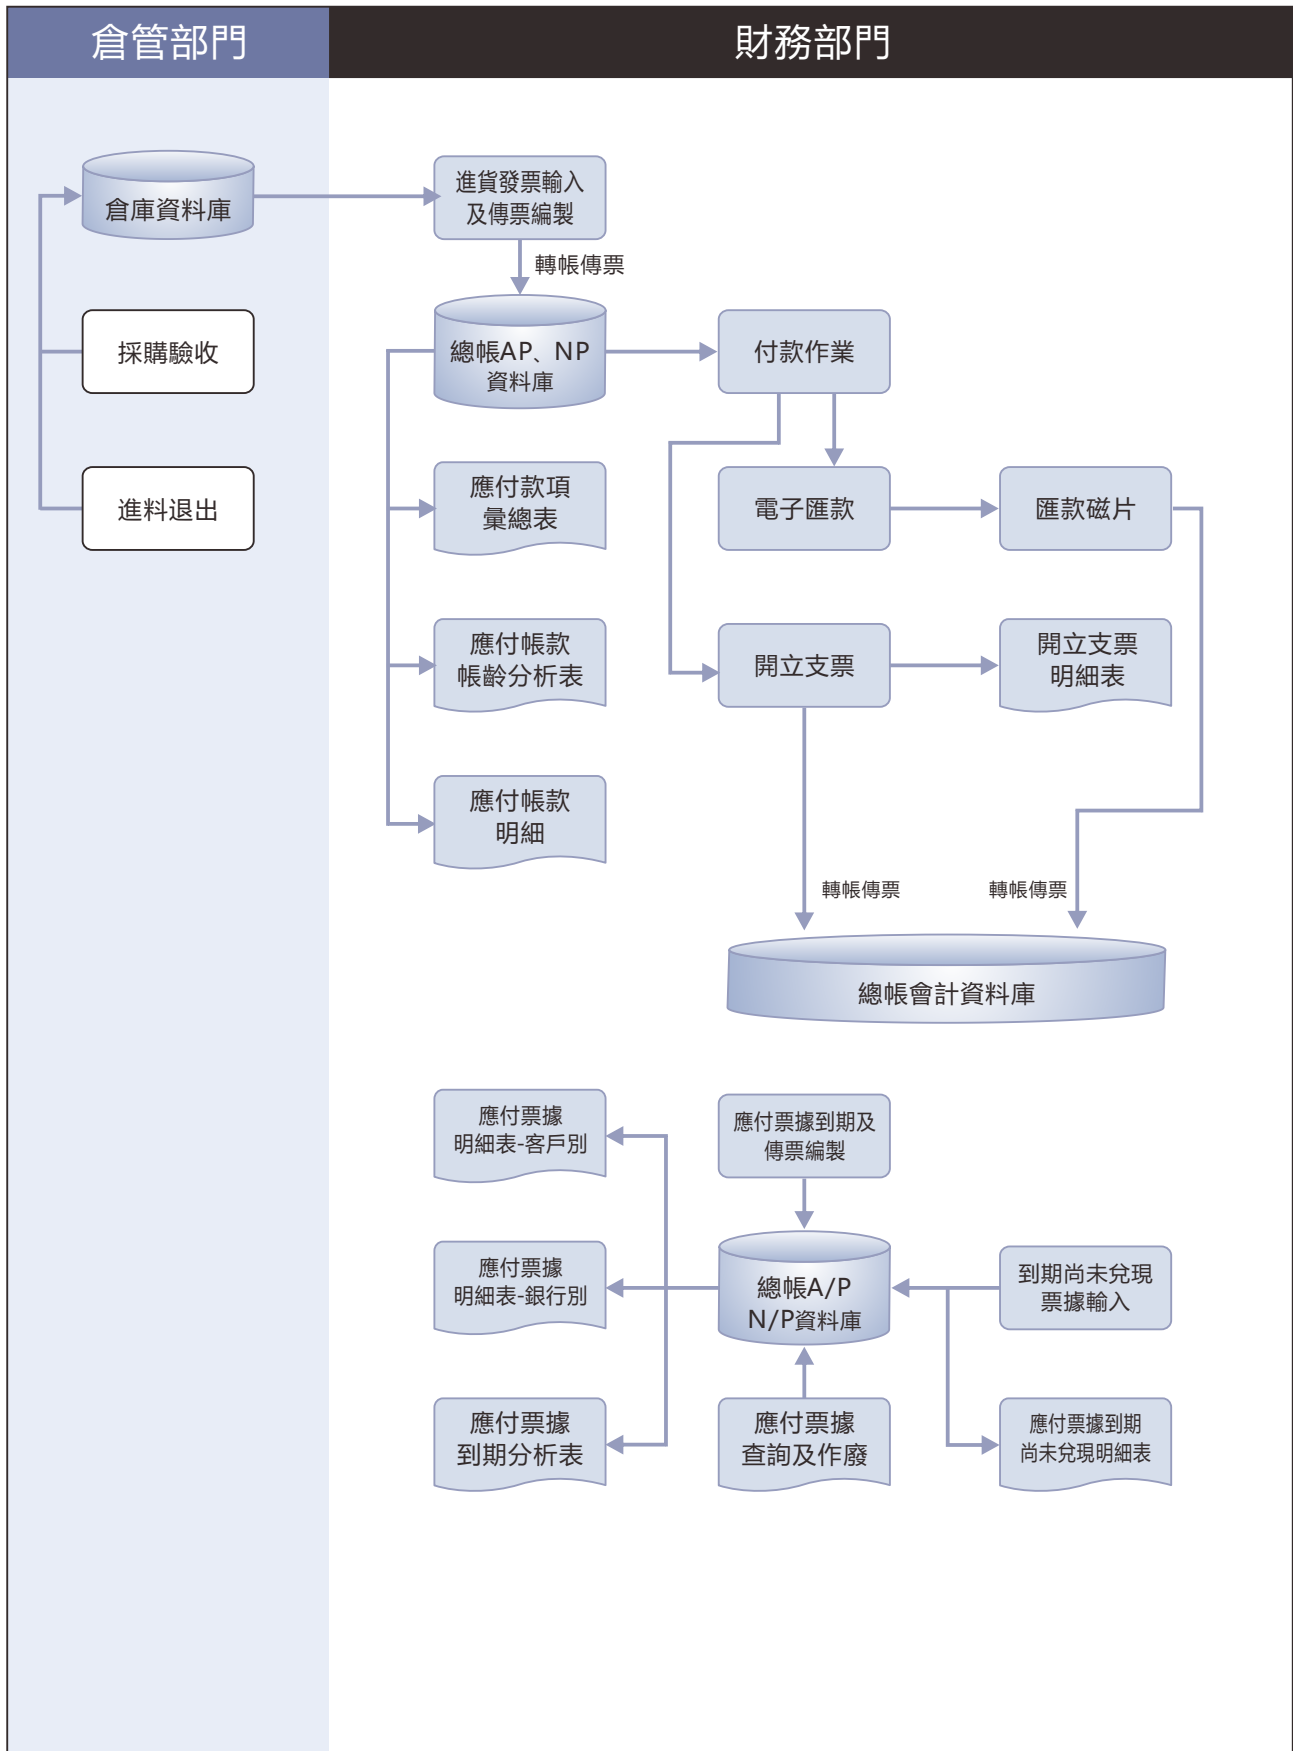 倉管部門
財務部門
倉庫資料庫
進貨發票輸入
及傳票編製
轉帳傳票
採購驗收
總帳AP、NP
資料庫
付款作業
進料退出
應付款項
彙總表
電子匯款
匯款磁片
應付帳款
帳齡分析表
開立支票
開立支票
明細表
應付帳款
明細
轉帳傳票
轉帳傳票
總帳會計資料庫
應付票據
明細表-客戶別
應付票據到期及
傳票編製
應付票據
明細表-銀行別
總帳A/P
N/P資料庫
到期尚未兌現
票據輸入
應付票據
到期分析表
應付票據
查詢及作廢
應付票據到期
尚未兌現明細表